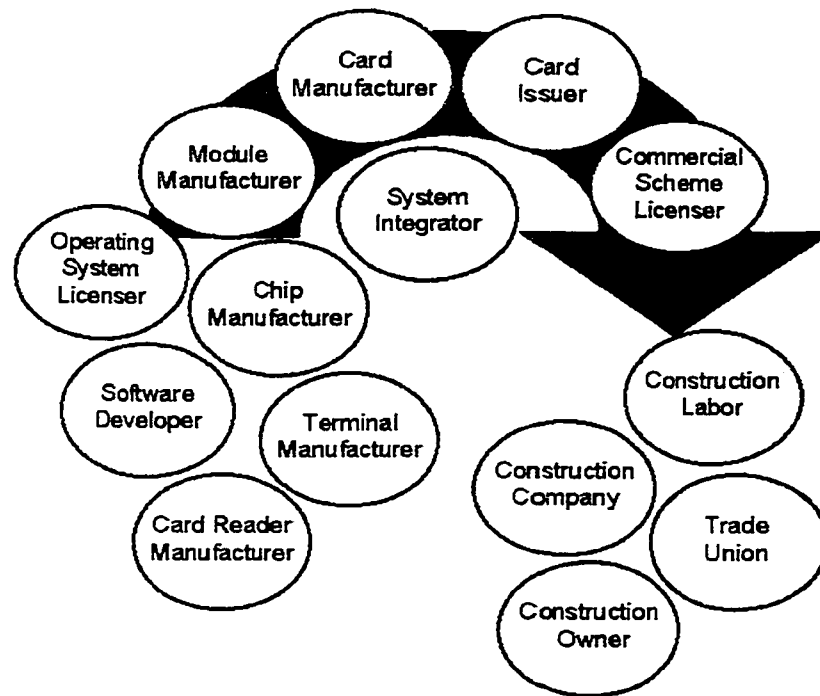 Card
Manufacturer
Card
Issuer
Module
Manufacturer
Commercial
Scheme
Licenser
System
Integrator
Operating
System
Licenser
Chip
Manufacturer
Software
Developer
Terminal
Manufacturer
Card Reader
Manufacturer
Construction
Labor
Construction
Company
Trade
Union
Construction
Owner